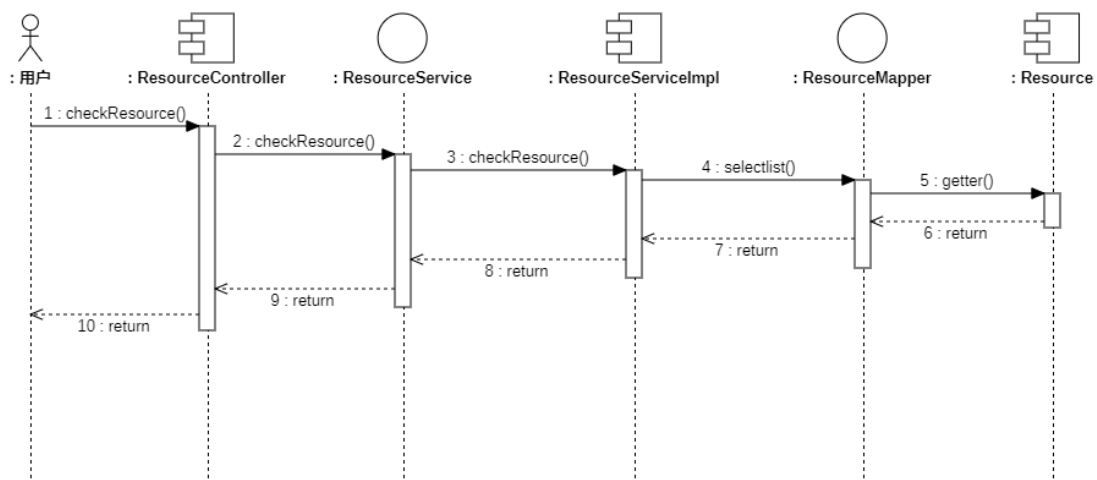 : 用户
: ResourceController
: ResourceService
: ResourceServiceImpl
: ResourceMapper
: Resource
1 : checkResource()
2 : checkResource()
3 : checkResource()
4 : selectlist()
5 : getter()
6 : return
7 : return
8 : return
9 : return
10 : return